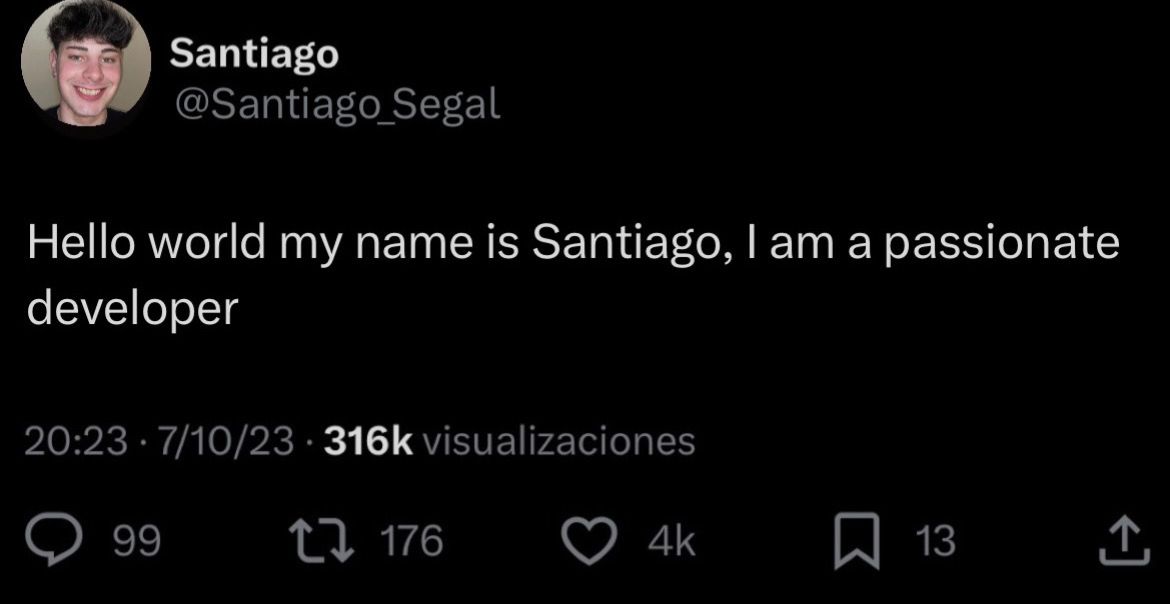 Santiago
@Santiago_Segal
Hello world my name is Santiago, I am a passionate
developer
20:23 · 7/10/23 · 316k visualizaciones
99 176 4k 13